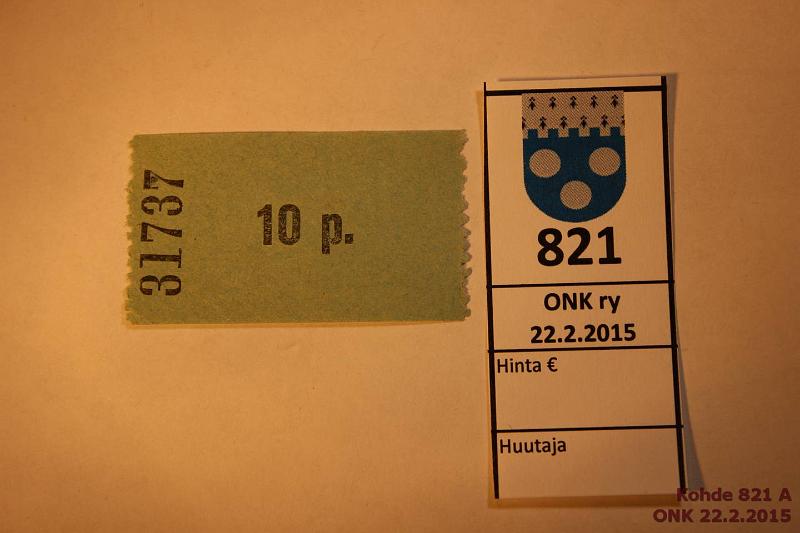 31737
10 p.
821
ONK ry
22.2.2015
Hinta €
Huutaja
Kohde 821 A
ONK 22.2.2015